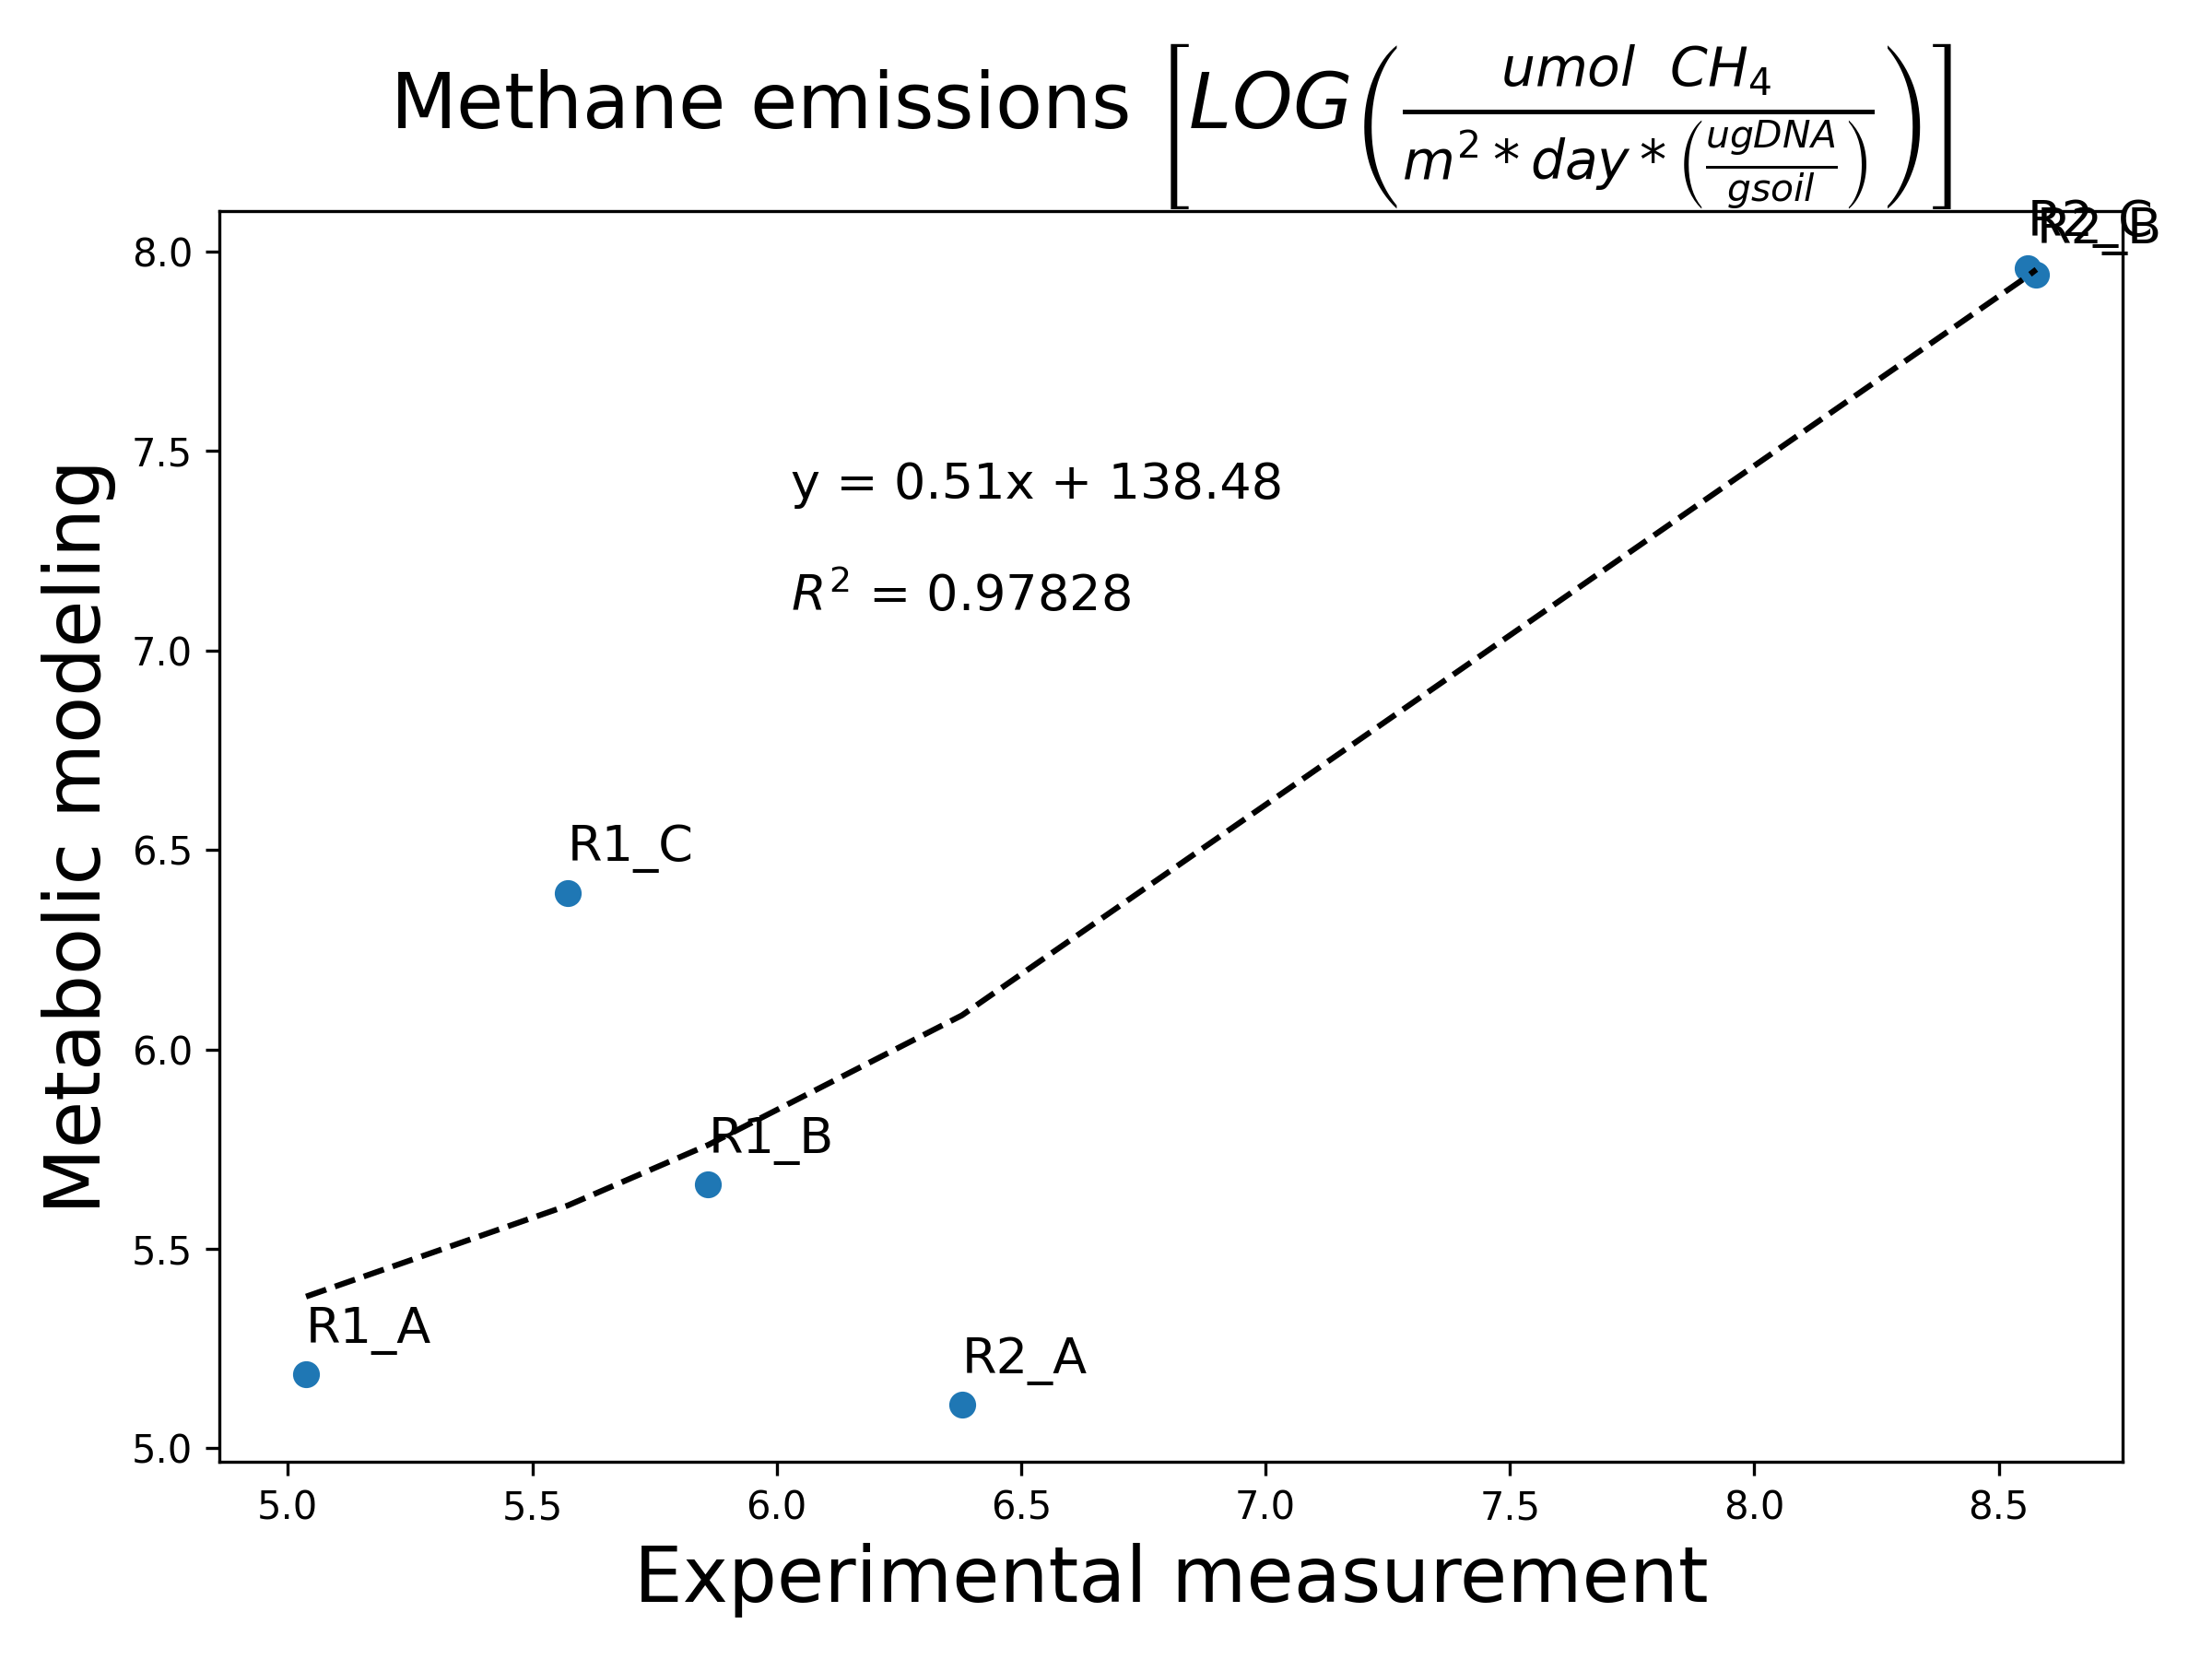 Methane emissions [LOG(umol CH4 / m2 * day * (ugDNA / gsoil))]
R2_C
R2_B
8.0
7.5
7.0
6.5
6.0
5.5
5.0
Metabolic modeling
y = 0.51x + 138.48
R2 = 0.97828
R1_C
R1_B
R1_A
R2_A
5.0 5.5 6.0 6.5 7.0 7.5 8.0 8.5
Experimental measurement